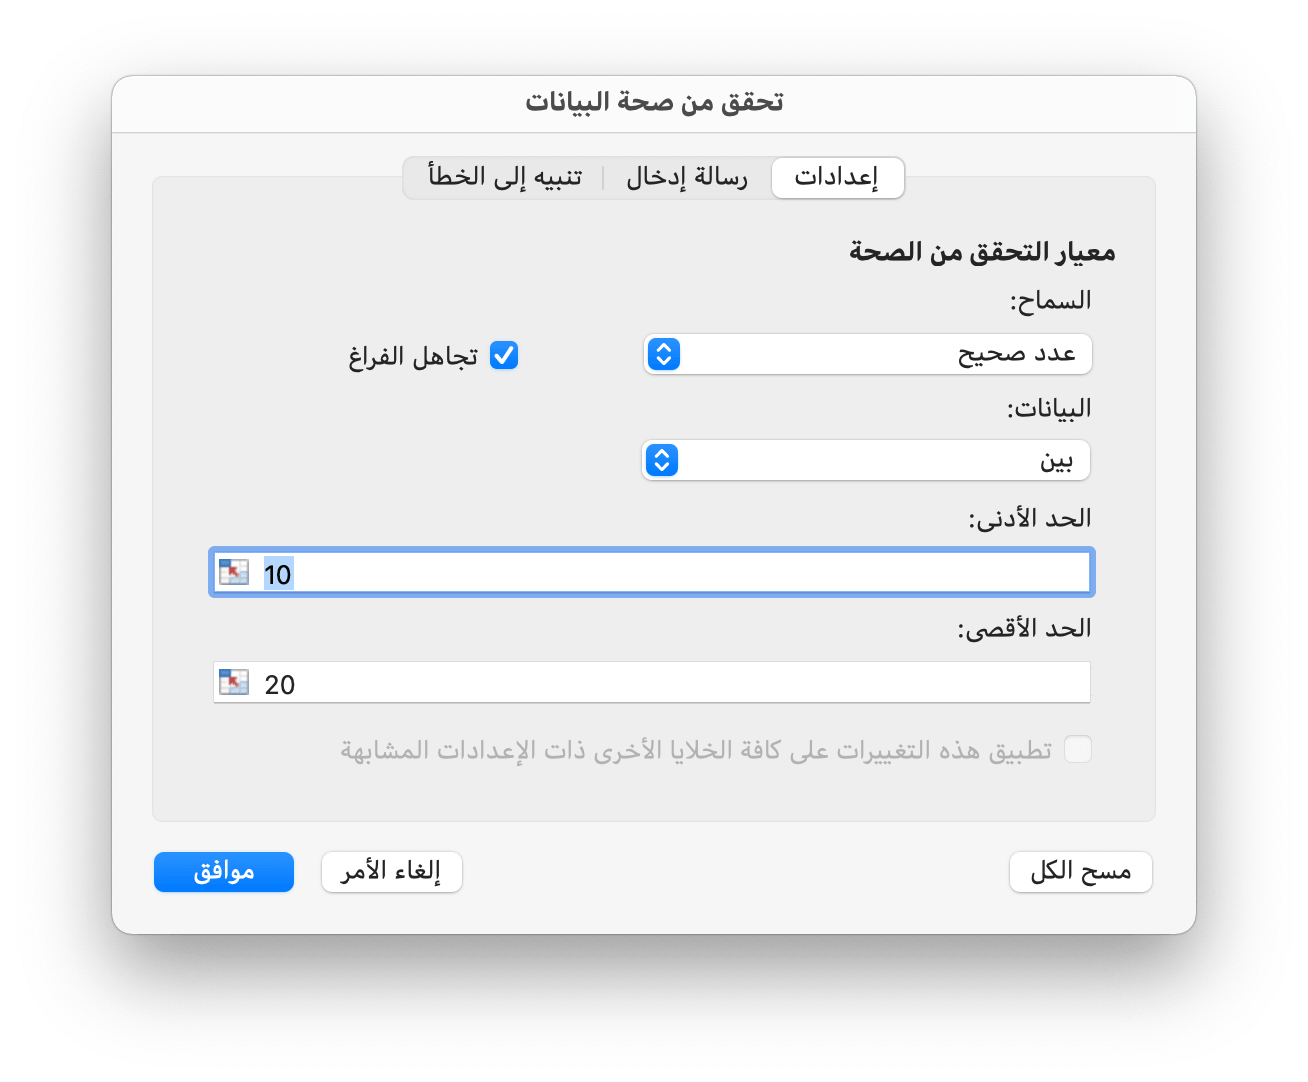 تحقق من صحة البيانات
إعدادات
رسالة إدخال
تنبيه إلى الخطأ
معيار التحقق من الصحة
السماح:
عدد صحيح
تجاهل الفراغ
البيانات:
بين
الحد الأدنى:
10
الحد الأقصى:
20
تطبيق هذه التغييرات على كافة الخلايا الأخرى ذات الإعدادات المشابهة
مسح الكل
إلغاء الأمر
موافق